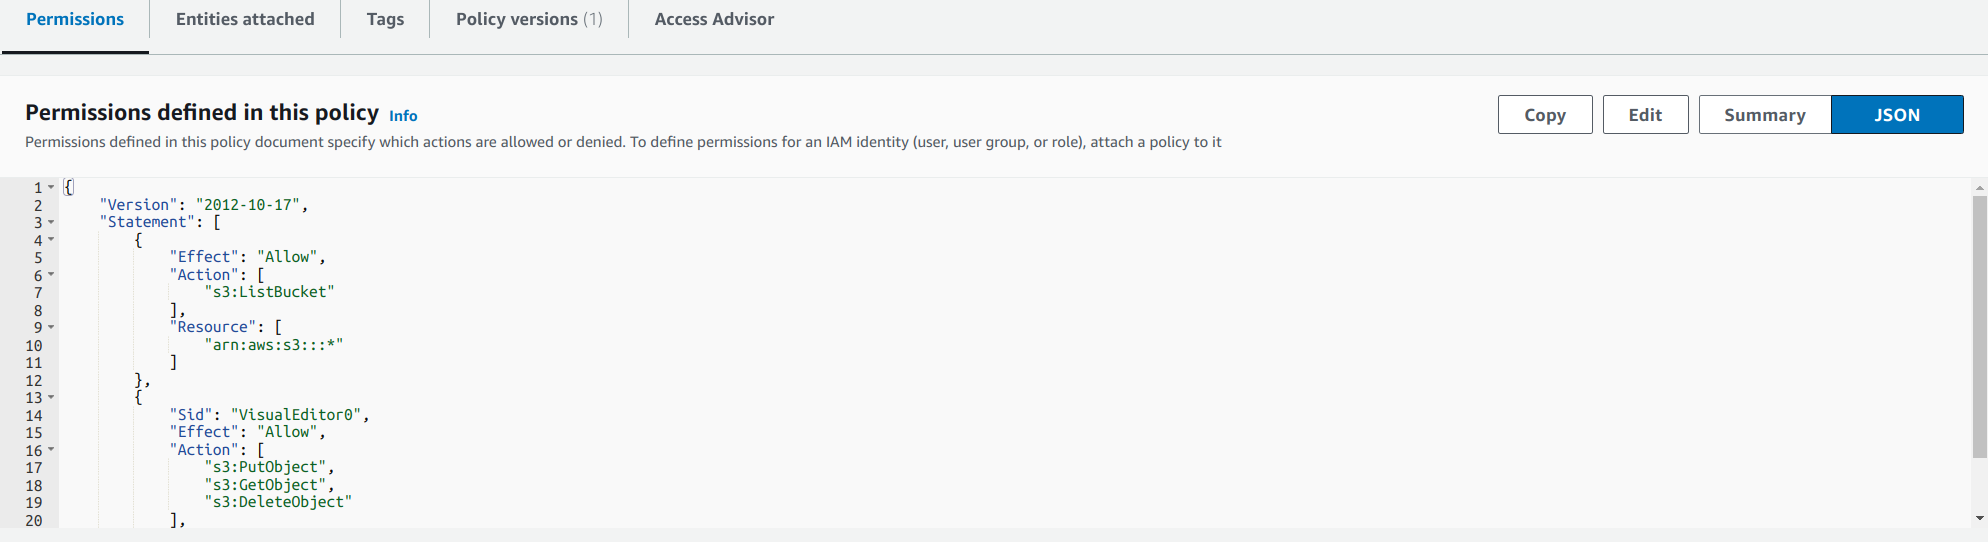 Permissions Entities attached Tags Policy versions (1) Access Advisor
Permissions defined in this policy Info
Copy Edit Summary JSON
Permissions defined in this policy document specify which actions are allowed or denied. To define permissions for an IAM identity (user, user group, or role), attach a policy to it
1 {
2 "Version": "2012-10-17",
3 "Statement": [
4 {
5 "Effect": "Allow",
6 "Action": [
7 "s3:ListBucket"
8 ],
9 "Resource": [
10 "arn:aws:s3:::*"
11 ]
12 },
13 {
14 "Sid": "VisualEditor0",
15 "Effect": "Allow",
16 "Action": [
17 "s3:PutObject",
18 "s3:GetObject",
19 "s3:DeleteObject"
20 ],